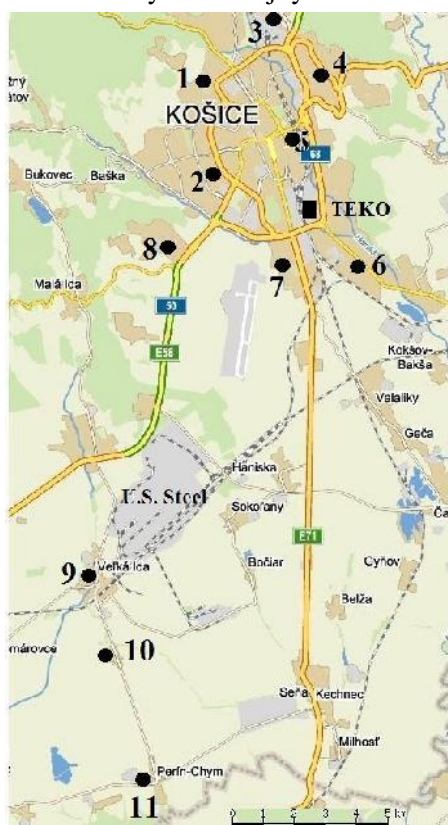 3
4
1
KOŠICE
5
68
Bukovec
Baška
2
TEKO
8
7
6
Malá Ida
50
E58
Kokšov-
Bakša
Valaliky
Geča
Haniska
U.S. Steel
Sokoľany
E71
Bočiar
Cyňov
9
Veľká Ida
Belža
10
Seňa
Kechnec
Milhosť
Perín-Chym
11
0 1 2 3 4 5